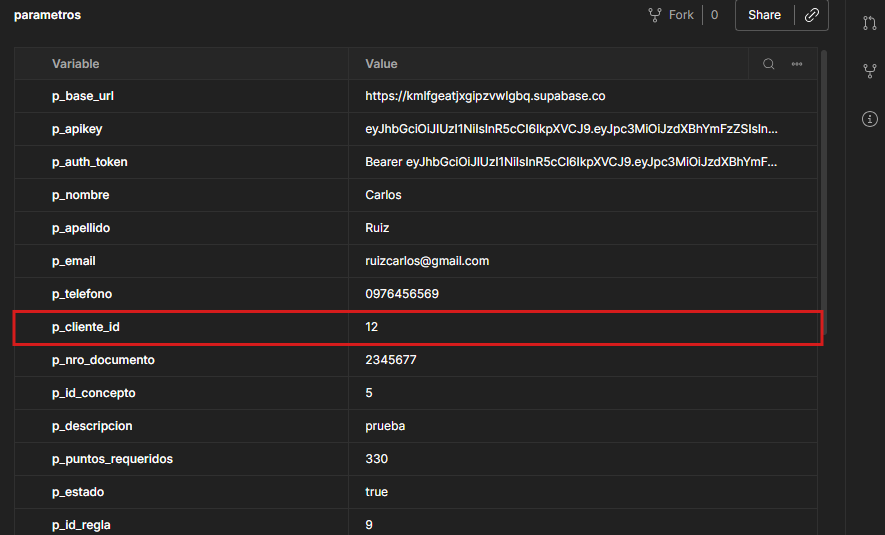 parametros Fork 0 Share
Variable Value
p_base_url https://kmlfgeatjxgipzvwlgbq.supabase.co
p_apikey eyJhbGciOiJIUzI1NiIsInR5cCI6IkpXVCJ9.eyJpc3MiOiJzdXBhYmFzZSIsIn...
p_auth_token Bearer eyJhbGciOiJIUzI1NiIsInR5cCI6IkpXVCJ9.eyJpc3MiOiJzdXBhYmF...
p_nombre Carlos
p_apellido Ruiz
p_email ruizcarlos@gmail.com
p_telefono 0976456569
p_cliente_id 12
p_nro_documento 2345677
p_id_concepto 5
p_descripcion prueba
p_puntos_requeridos 330
p_estado true
p_id_regla 9